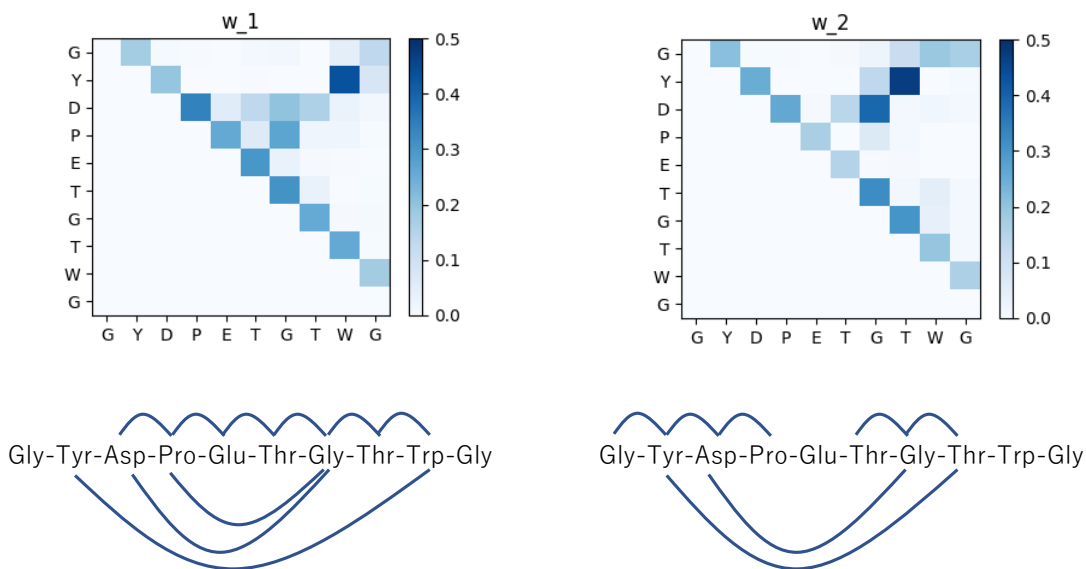 w_1
G
Y
D
P
E
T
G
T
W
G
G Y D P E T G T W G
0.5
0.4
0.3
0.2
0.1
0.0
w_2
G
Y
D
P
E
T
G
T
W
G
G Y D P E T G T W G
0.5
0.4
0.3
0.2
0.1
0.0
Gly-Tyr-Asp-Pro-Glu-Thr-Gly-Thr-Trp-Gly
Gly-Tyr-Asp-Pro-Glu-Thr-Gly-Thr-Trp-Gly